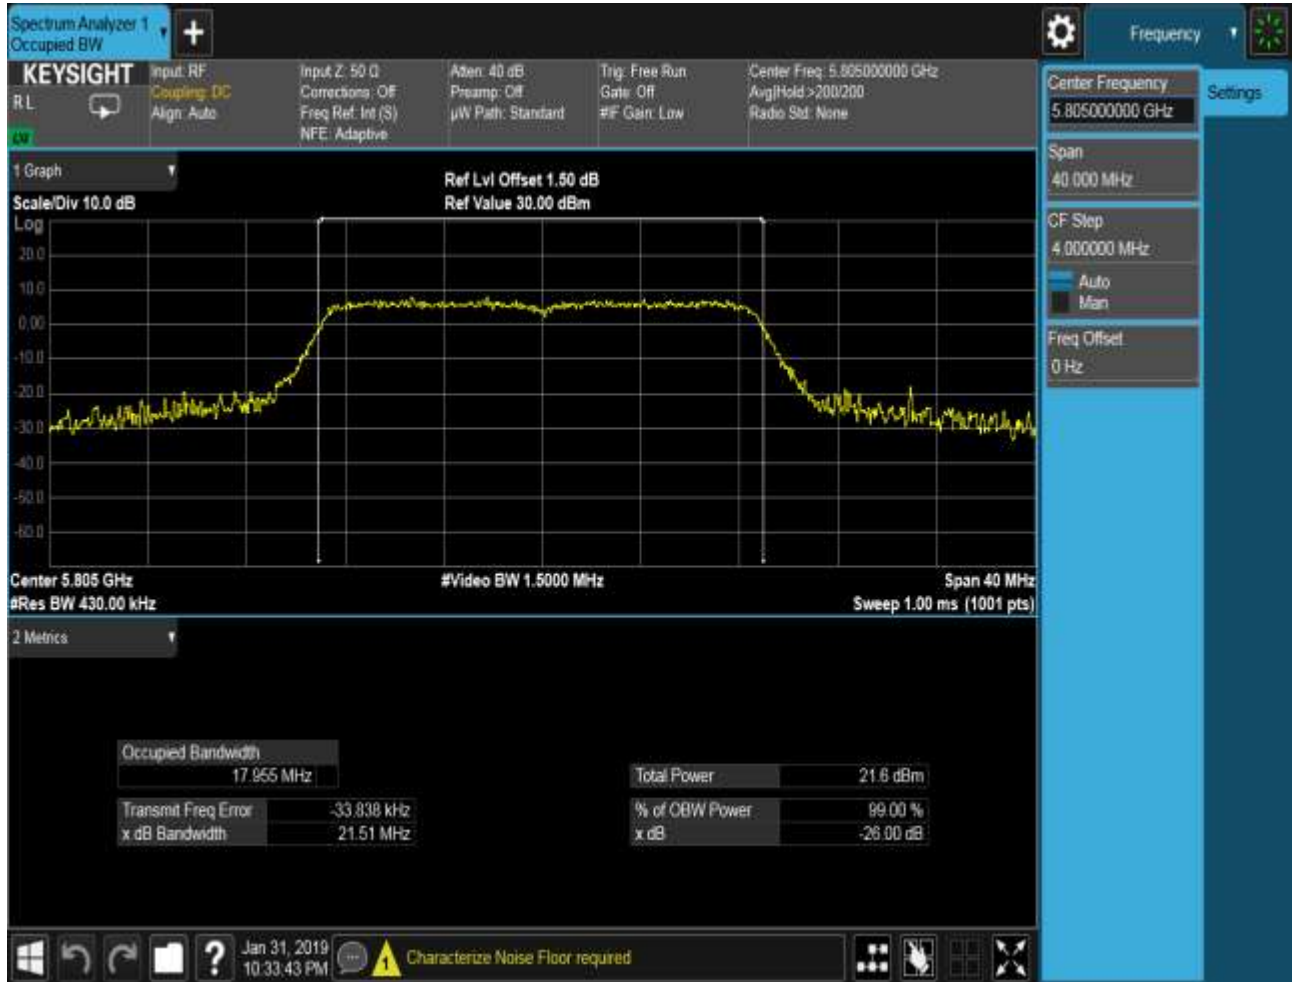 Spectrum Analyzer 1
Occupied BW
+
Frequency
KEYSIGHT
R L
Input: RF
Coupling: DC
Align: Auto
Input Z: 50 Ω
Corrections: Off
Freq Ref: Int (S)
NFE: Adaptive
Atten: 40 dB
Preamp: Off
µW Path: Standard
Trig: Free Run
Gate: Off
#IF Gain: Low
Center Freq: 5.805000000 GHz
Avg|Hold:>200/200
Radio Std: None
Center Frequency
5.805000000 GHz
Settings
Span
40.000 MHz
CF Step
4.000000 MHz
Auto
Man
Freq Offset
0 Hz
1 Graph
Scale/Div 10.0 dB
Ref Lvl Offset 1.50 dB
Ref Value 30.00 dBm
Log
20.0
10.0
0.00
-10.0
-20.0
-30.0
-40.0
-50.0
-60.0
Center 5.805 GHz
#Video BW 1.5000 MHz
Span 40 MHz
#Res BW 430.00 kHz
Sweep 1.00 ms (1001 pts)
2 Metrics
Occupied Bandwidth
17.955 MHz
Total Power 21.6 dBm
Transmit Freq Error -33.838 kHz
% of OBW Power 99.00 %
x dB Bandwidth 21.51 MHz
x dB -26.00 dB
?
Jan 31, 2019
10:33:43 PM
1
Characterize Noise Floor required